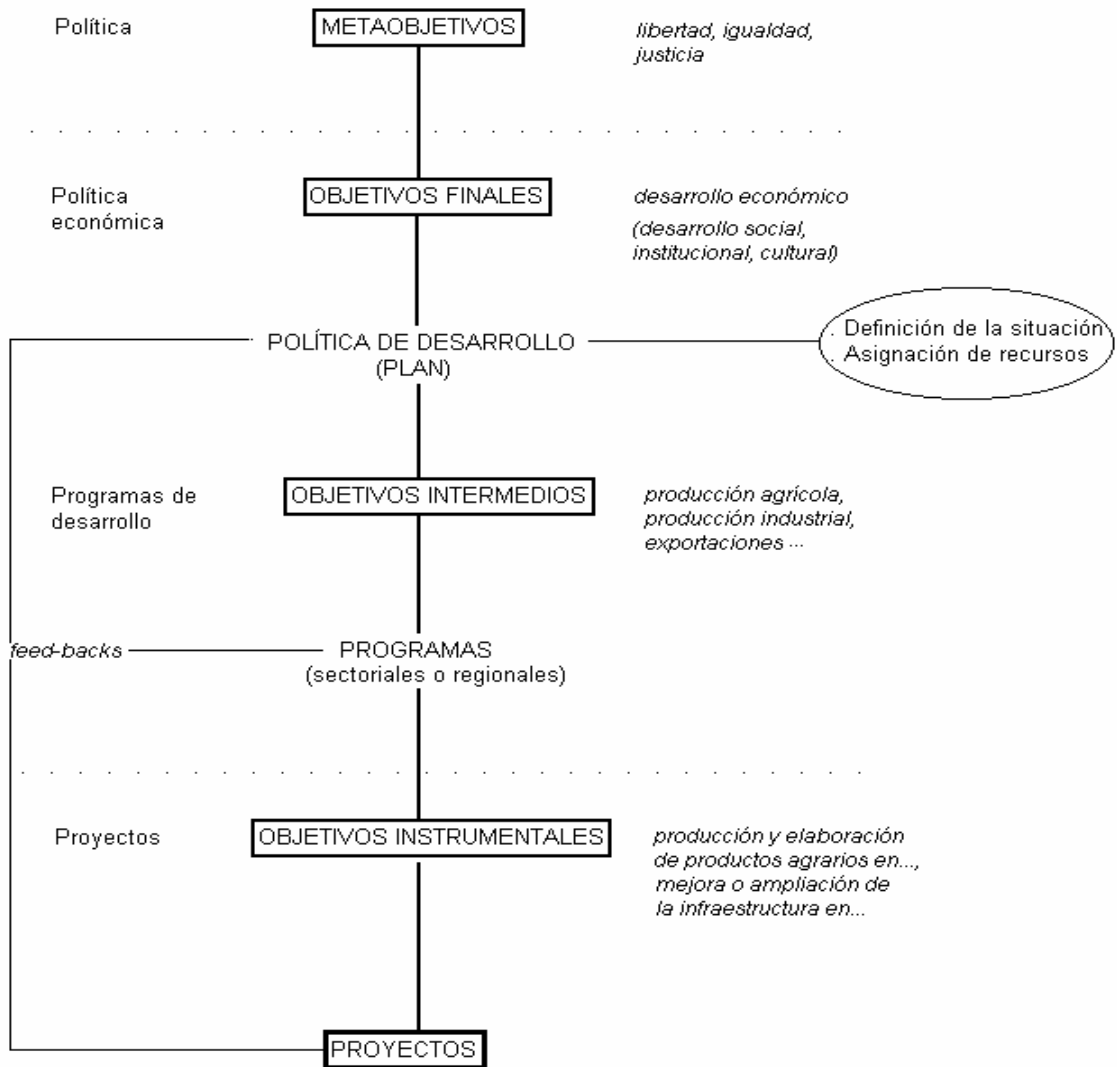 Política
METAOBJETIVOS
libertad, igualdad,
justicia
Política
económica
OBJETIVOS FINALES
desarrollo económico
(desarrollo social,
institucional, cultural)
POLÍTICA DE DESARROLLO
(PLAN)
. Definición de la situación
. Asignación de recursos
Programas de
desarrollo
OBJETIVOS INTERMEDIOS
producción agrícola,
producción industrial,
exportaciones ...
feed-backs
PROGRAMAS
(sectoriales o regionales)
Proyectos
OBJETIVOS INSTRUMENTALES
producción y elaboración
de productos agrarios en...,
mejora o ampliación de
la infraestructura en...
PROYECTOS